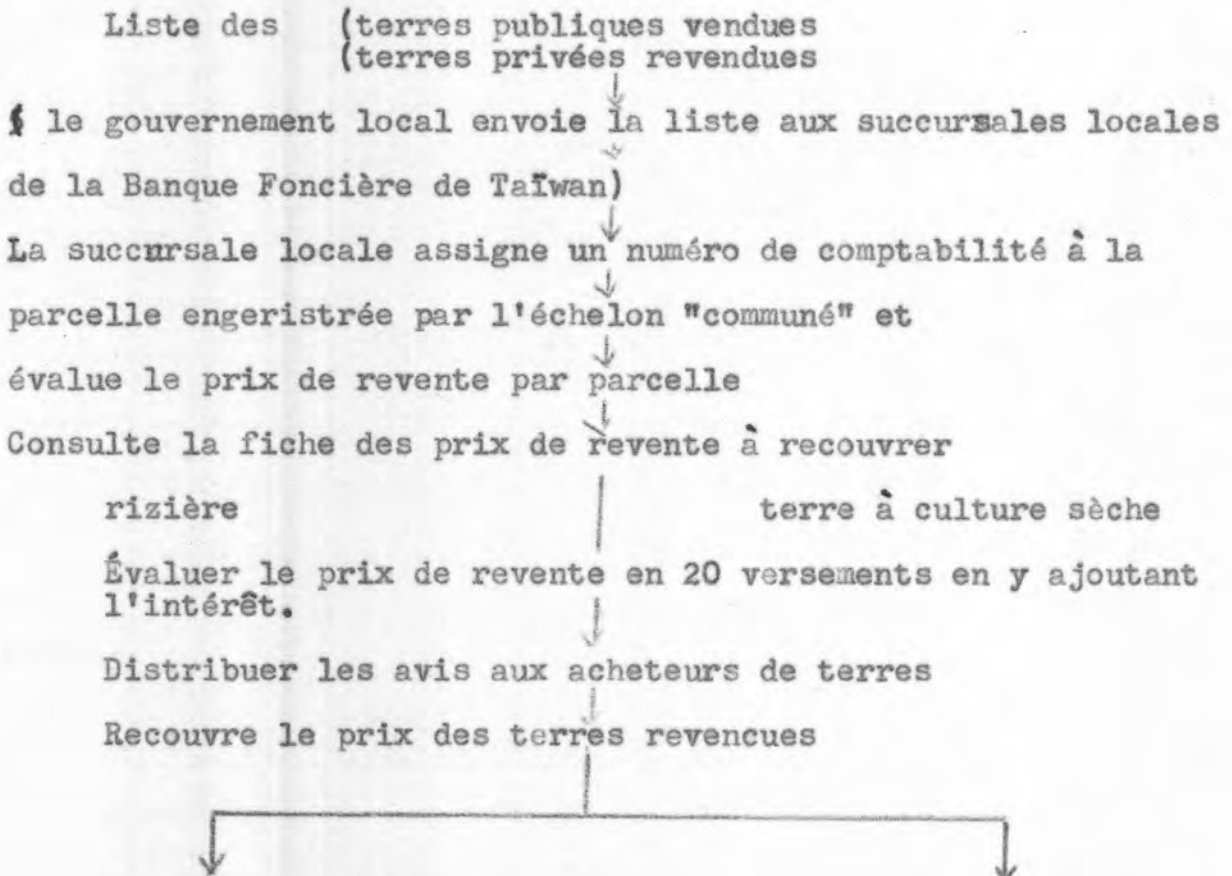 Liste des (terres publiques vendues
(terres privées revendues
( le gouvernement local envoie la liste aux succursales locales
de la Banque Foncière de Taïwan)
La succursale locale assigne un numéro de comptabilité à la
parcelle engeristrée par l'échelon "communé" et
évalue le prix de revente par parcelle
Consulte la fiche des prix de revente à recouvrer
rizière terre à culture sèche
Évaluer le prix de revente en 20 versements en y ajoutant
l'intérêt.
Distribuer les avis aux acheteurs de terres
Recouvre le prix des terres revencues